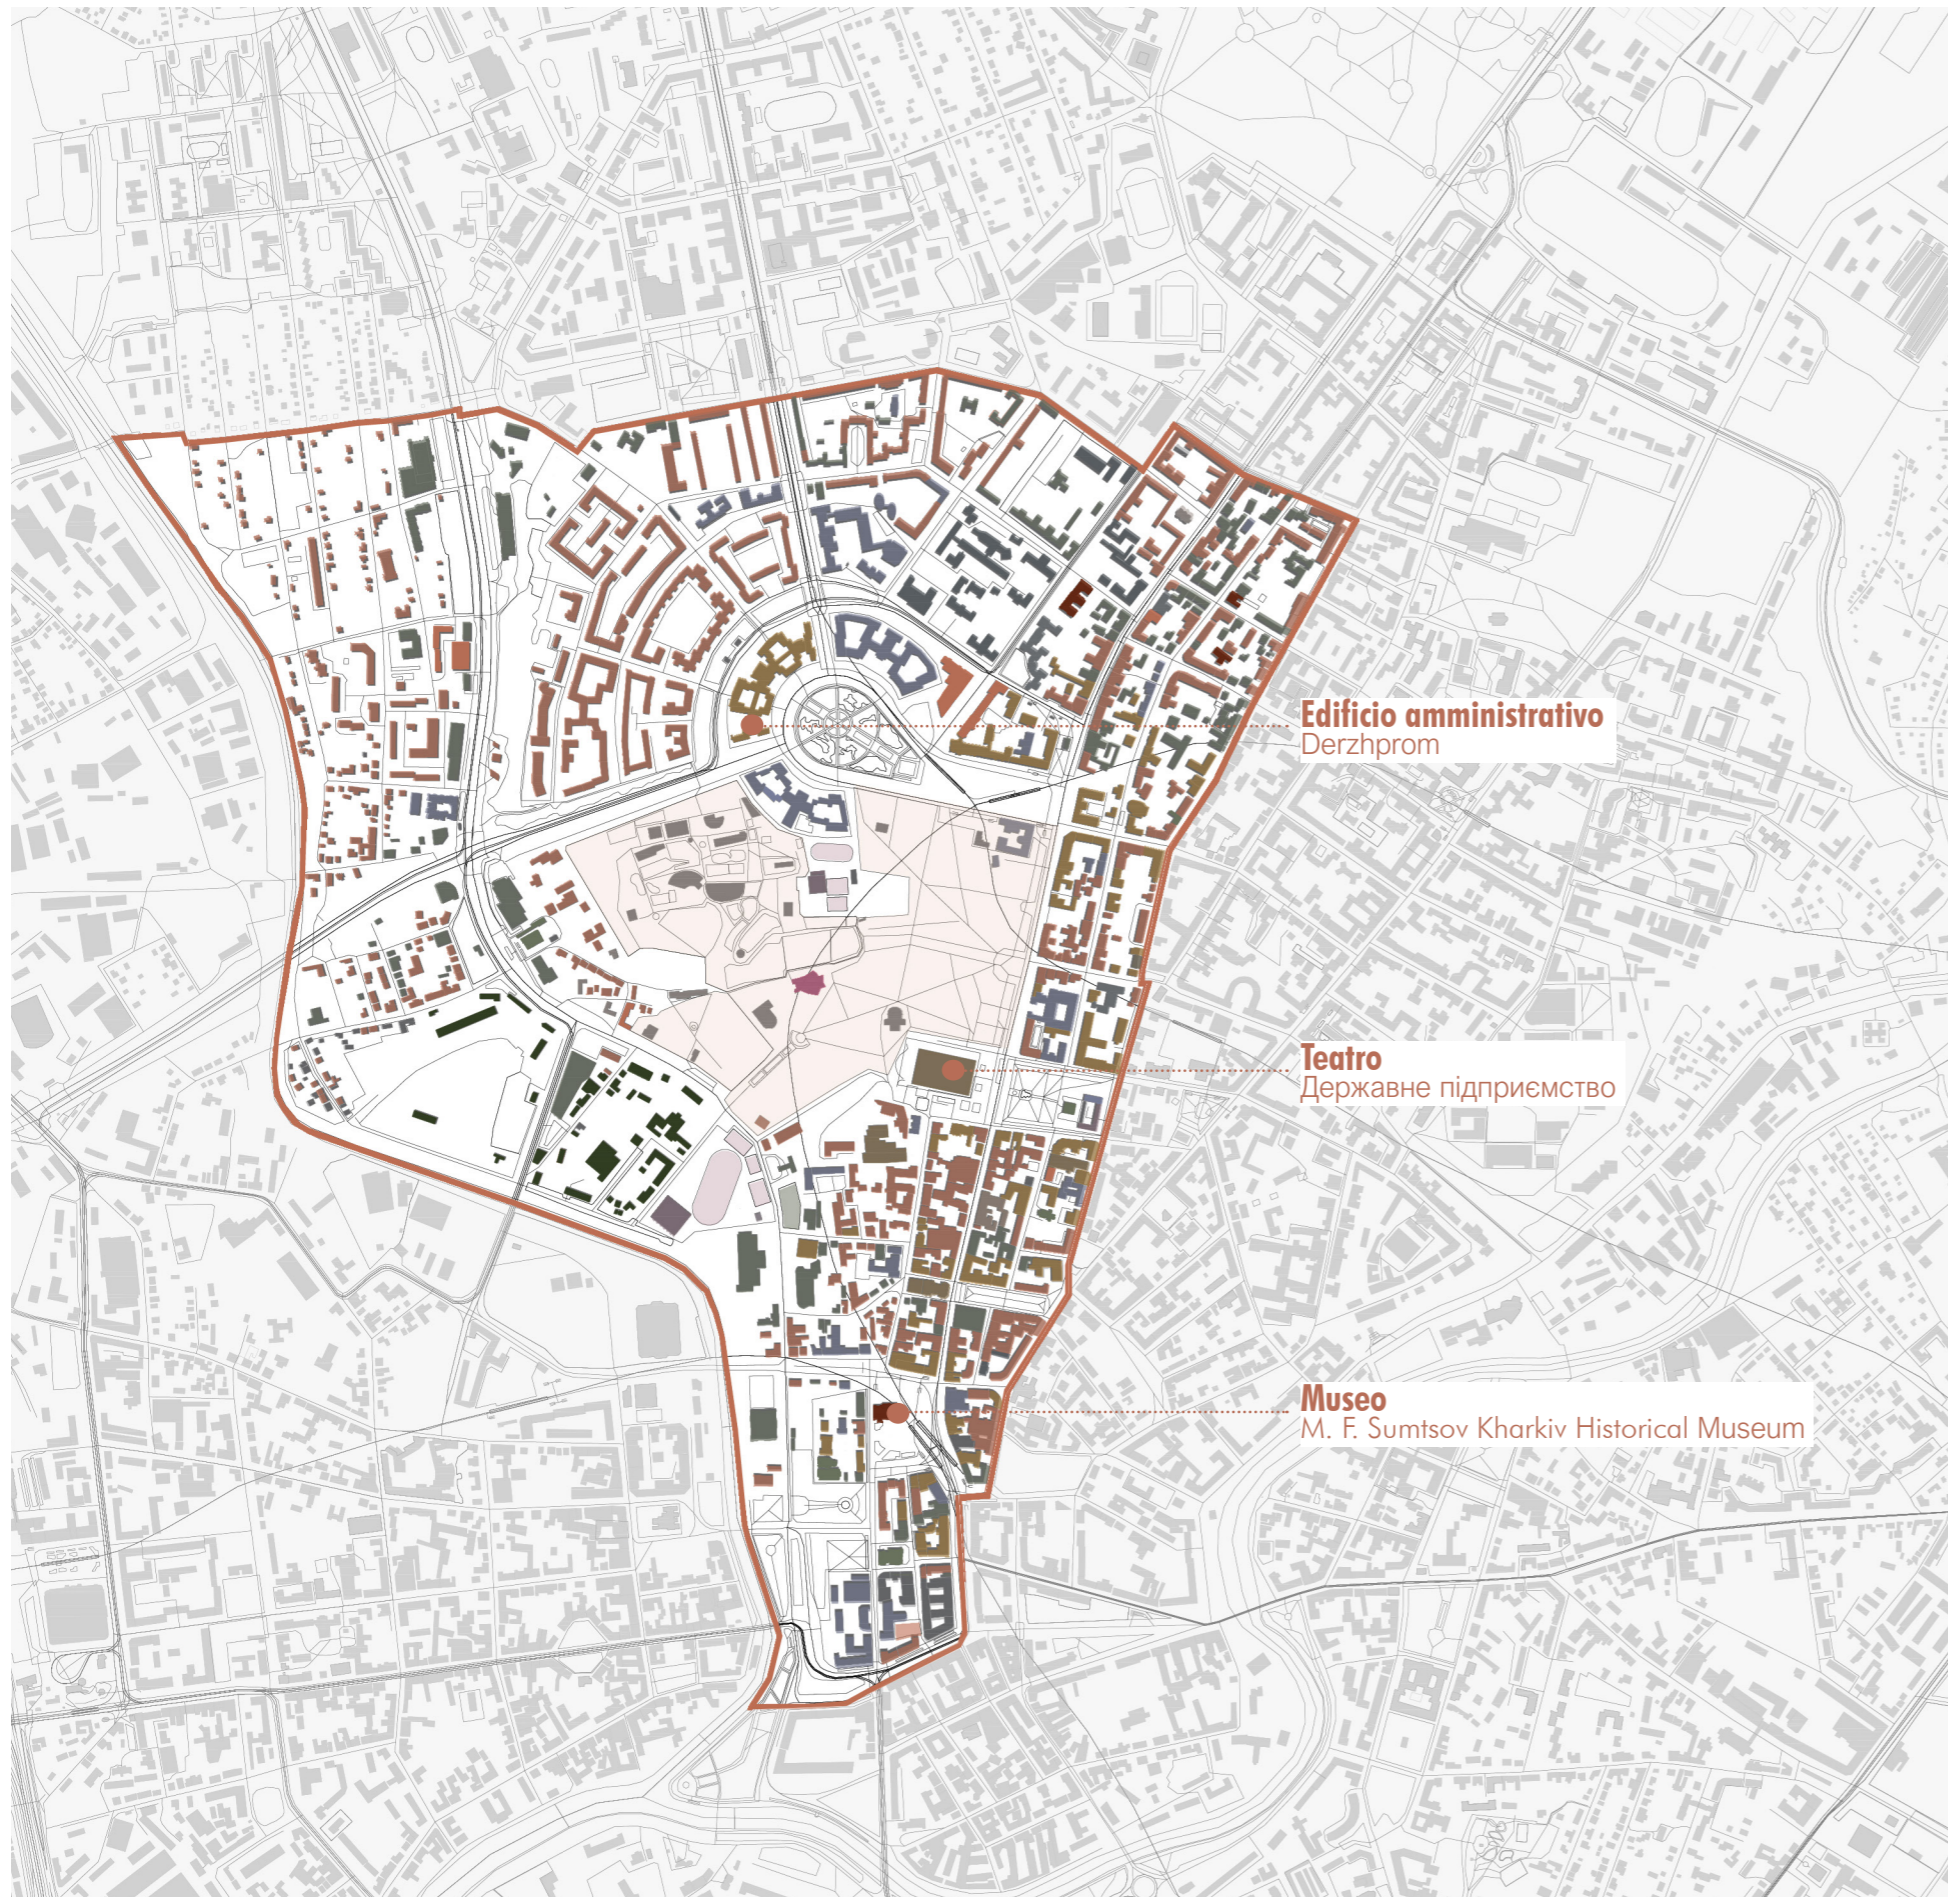 Edificio amministrativo
Derzhprom
Teatro
Державне підприємство
Museo
M. F. Sumtsov Kharkiv Historical Museum